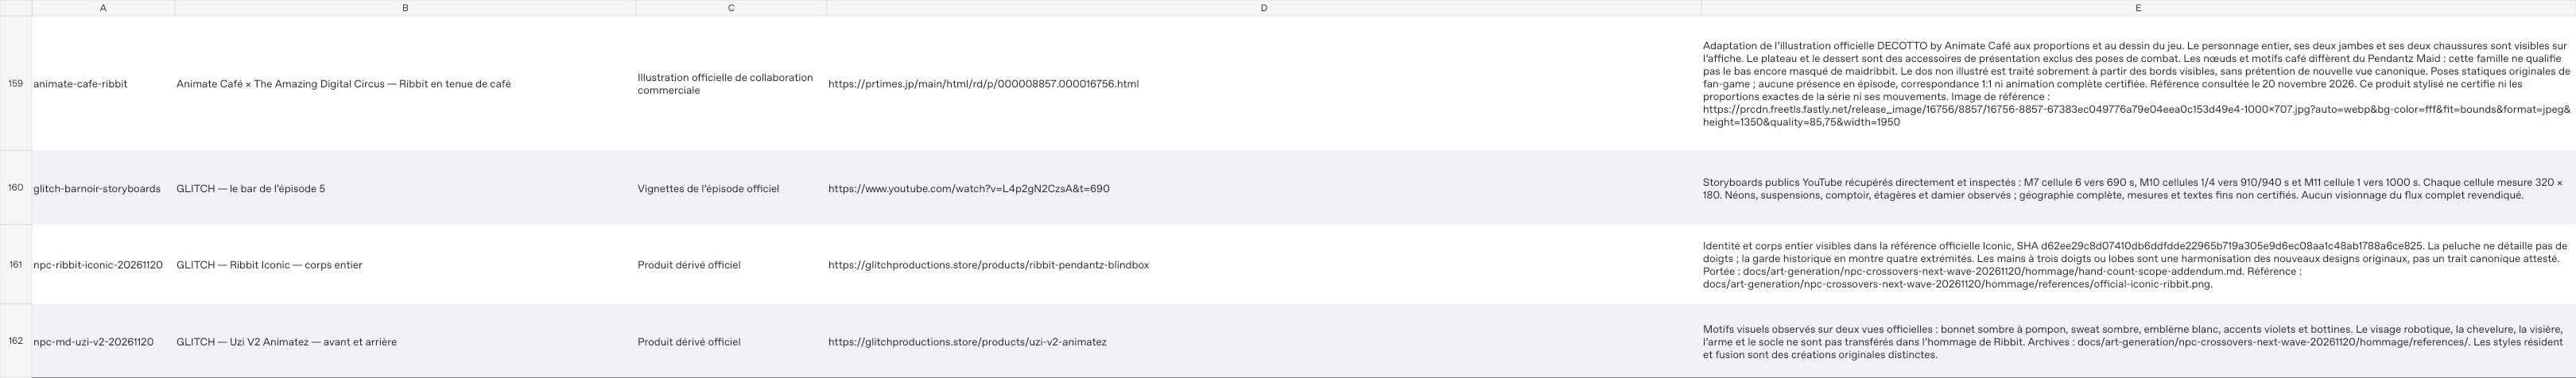 A B C D E
159
animate-cafe-ribbit
Animate Café × The Amazing Digital Circus — Ribbit en tenue de café
Illustration officielle de collaboration
commerciale
https://prtimes.jp/main/html/rd/p/000008857.000016756.html
Adaptation de l’illustration officielle DECOTTO by Animate Café aux proportions et au dessin du jeu. Le personnage entier, ses deux jambes et ses deux chaussures sont visibles sur
l’affiche. Le plateau et le dessert sont des accessoires de présentation exclus des poses de combat. Les nœuds et motifs café diffèrent du Pendantz Maid : cette famille ne qualifie
pas le bas encore masqué de maidribbit. Le dos non illustré est traité sobrement à partir des bords visibles, sans prétention de nouvelle vue canonique. Poses statiques originales de
fan-game ; aucune présence en épisode, correspondance 1:1 ni animation complète certifiée. Référence consultée le 20 novembre 2026. Ce produit stylisé ne certifie ni les
proportions exactes de la série ni ses mouvements. Image de référence :
https://prcdn.freetls.fastly.net/release_image/16756/8857/16756-8857-67383ec049776a79e04eea0c153d49e4-1000×707.jpg?auto=webp&bg-color=fff&fit=bounds&format=jpeg&
height=1350&quality=85,75&width=1950
160
glitch-barnoir-storyboards
GLITCH — le bar de l’épisode 5
Vignettes de l’épisode officiel
https://www.youtube.com/watch?v=L4p2gN2CzsA&t=690
Storyboards publics YouTube récupérés directement et inspectés : M7 cellule 6 vers 690 s, M10 cellules 1/4 vers 910/940 s et M11 cellule 1 vers 1000 s. Chaque cellule mesure 320 ×
180. Néons, suspensions, comptoir, étagères et damier observés ; géographie complète, mesures et textes fins non certifiés. Aucun visionnage du flux complet revendiqué.
161
npc-ribbit-iconic-20261120
GLITCH — Ribbit Iconic — corps entier
Produit dérivé officiel
https://glitchproductions.store/products/ribbit-pendantz-blindbox
Identité et corps entier visibles dans la référence officielle Iconic, SHA d62ee29c8d07410db6ddfdde22965b719a305e9d6ec08aa1c48ab1788a6ce825. La peluche ne détaille pas de
doigts ; la garde historique en montre quatre extrémités. Les mains à trois doigts ou lobes sont une harmonisation des nouveaux designs originaux, pas un trait canonique attesté.
Portée : docs/art-generation/npc-crossovers-next-wave-20261120/hommage/hand-count-scope-addendum.md. Référence :
docs/art-generation/npc-crossovers-next-wave-20261120/hommage/references/official-iconic-ribbit.png.
162
npc-md-uzi-v2-20261120
GLITCH — Uzi V2 Animatez — avant et arrière
Produit dérivé officiel
https://glitchproductions.store/products/uzi-v2-animatez
Motifs visuels observés sur deux vues officielles : bonnet sombre à pompon, sweat sombre, emblème blanc, accents violets et bottines. Le visage robotique, la chevelure, la visière,
l’arme et le socle ne sont pas transférés dans l’hommage de Ribbit. Archives : docs/art-generation/npc-crossovers-next-wave-20261120/hommage/references/. Les styles résident
et fusion sont des créations originales distinctes.